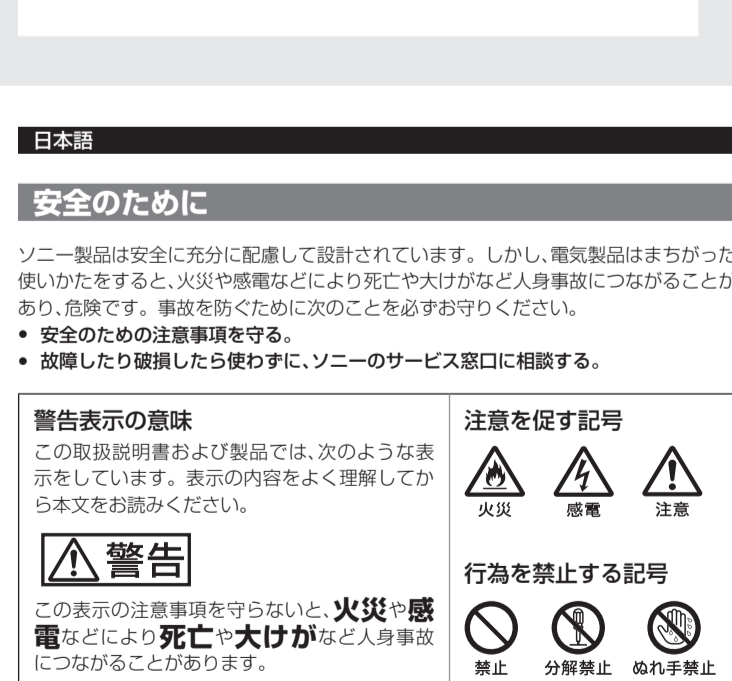 日本語
安全のために
ソニー製品は安全に充分に配慮して設計されています。しかし、電気製品はまちがった
使いかたをすると、火災や感電などにより死亡や大けがなど人身事故につながることが
あり、危険です。事故を防ぐために次のことを必ずお守りください。
• 安全のための注意事項を守る。
• 故障したり破損したら使わずに、ソニーのサービス窓口に相談する。
警告表示の意味
この取扱説明書および製品では、次のような表
示をしています。表示の内容をよく理解してか
ら本文をお読みください。
警告
この表示の注意事項を守らないと、火災や感
電などにより死亡や大けがなど人身事故
につながることがあります。
注意を促す記号
火災 感電 注意
行為を禁止する記号
禁止 分解禁止 ぬれ手禁止